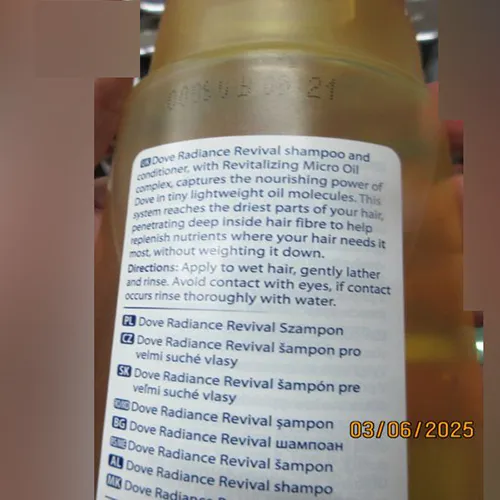 UK Dove Radiance Revival shampoo and
conditioner, with Revitalizing Micro Oil
complex, captures the nourishing power of
Dove in tiny lightweight oil molecules. This
system reaches the driest parts of your hair,
penetrating deep inside hair fibre to help
replenish nutrients where your hair needs it
most, without weighting it down.
Directions: Apply to wet hair, gently lather
and rinse. Avoid contact with eyes, if contact
occurs rinse thoroughly with water.
PL Dove Radiance Revival Szampon
CZ Dove Radiance Revival šampon pro
velmi suché vlasy
SK Dove Radiance Revival šampón pre
veľmi suché vlasy
Dove Radiance Revival șampon
BG Dove Radiance Revival шампоан
Dove Radiance Revival šampon
AL Dove Radiance Revival shampo
MK Dove Radiance
03/06/2025